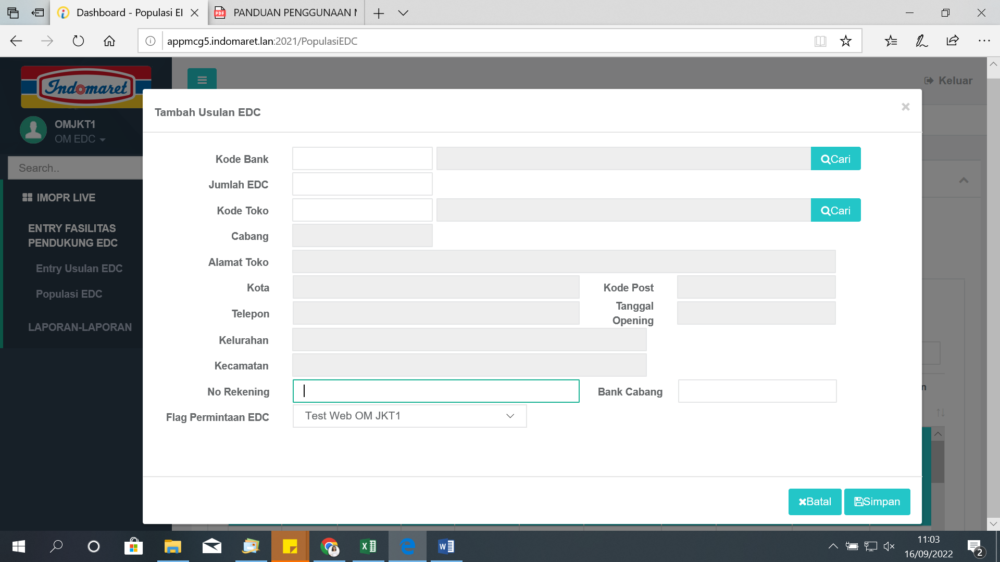 Dashboard - Populasi El
PANDUAN PENGGUNAAN
appmcg5.indomaret.lan:2021/PopulasiEDC
Indomaret
Keluar
OMJKT1
OM EDC
Search..
IMOPR LIVE
ENTRY FASILITAS
PENDUKUNG EDC
Entry Usulan EDC
Populasi EDC
LAPORAN-LAPORAN
Tambah Usulan EDC
×
Kode Bank
Cari
Jumlah EDC
Kode Toko
Cari
Cabang
Alamat Toko
Kota
Kode Post
Telepon
Tanggal
Opening
Kelurahan
Kecamatan
No Rekening
Bank Cabang
Flag Permintaan EDC
Test Web OM JKT1
Batal
Simpan
11:03
16/09/2022
2